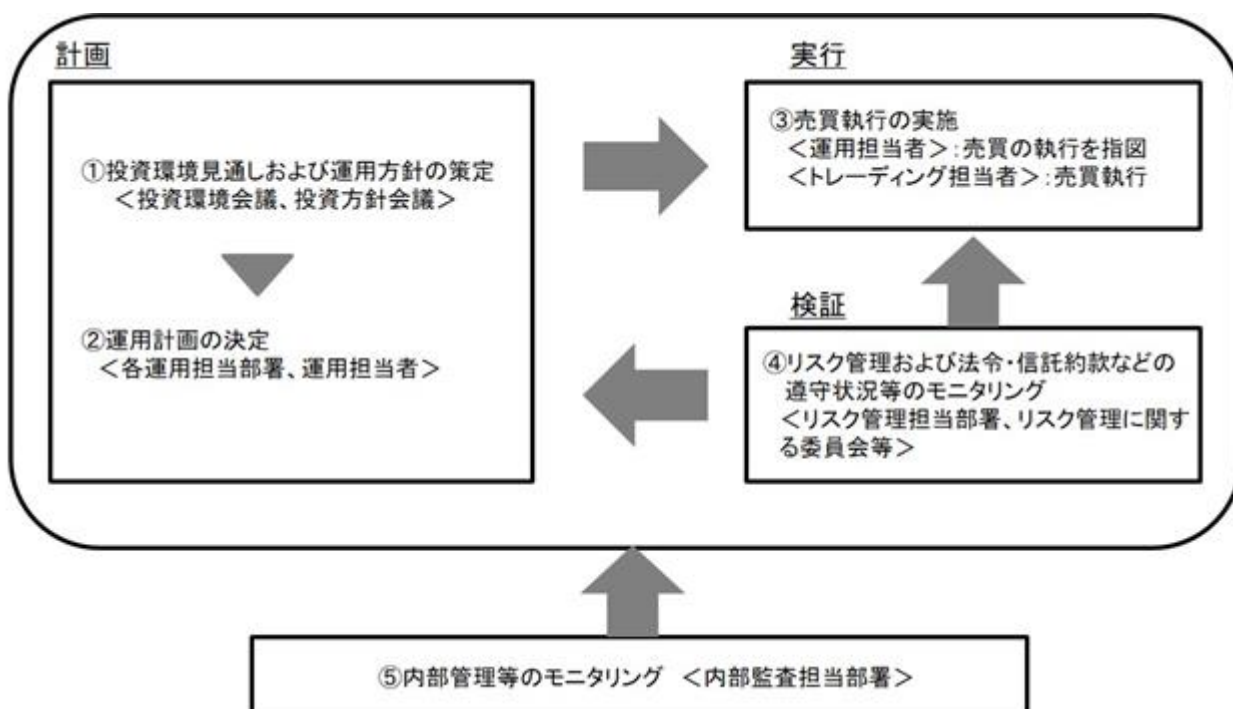 計画
①投資環境見通しおよび運用方針の策定
＜投資環境会議、投資方針会議＞
②運用計画の決定
＜各運用担当部署、運用担当者＞
実行
③売買執行の実施
＜運用担当者＞：売買の執行を指図
＜トレーディング担当者＞：売買執行
検証
④リスク管理および法令・信託約款などの
遵守状況等のモニタリング
＜リスク管理担当部署、リスク管理に関す
る委員会等＞
⑤内部管理等のモニタリング ＜内部監査担当部署＞